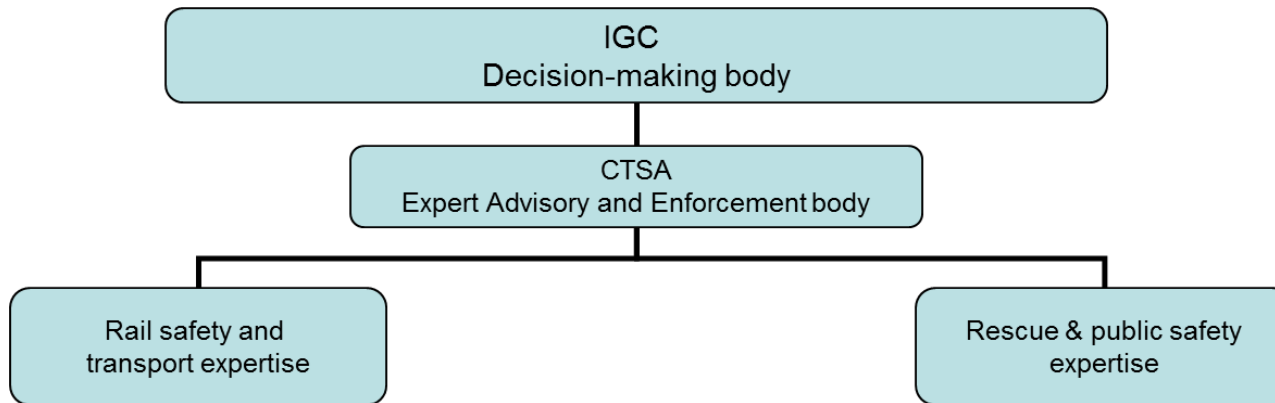 IGC
Decision-making body
CTSA
Expert Advisory and Enforcement body
Rail safety and
transport expertise
Rescue & public safety
expertise